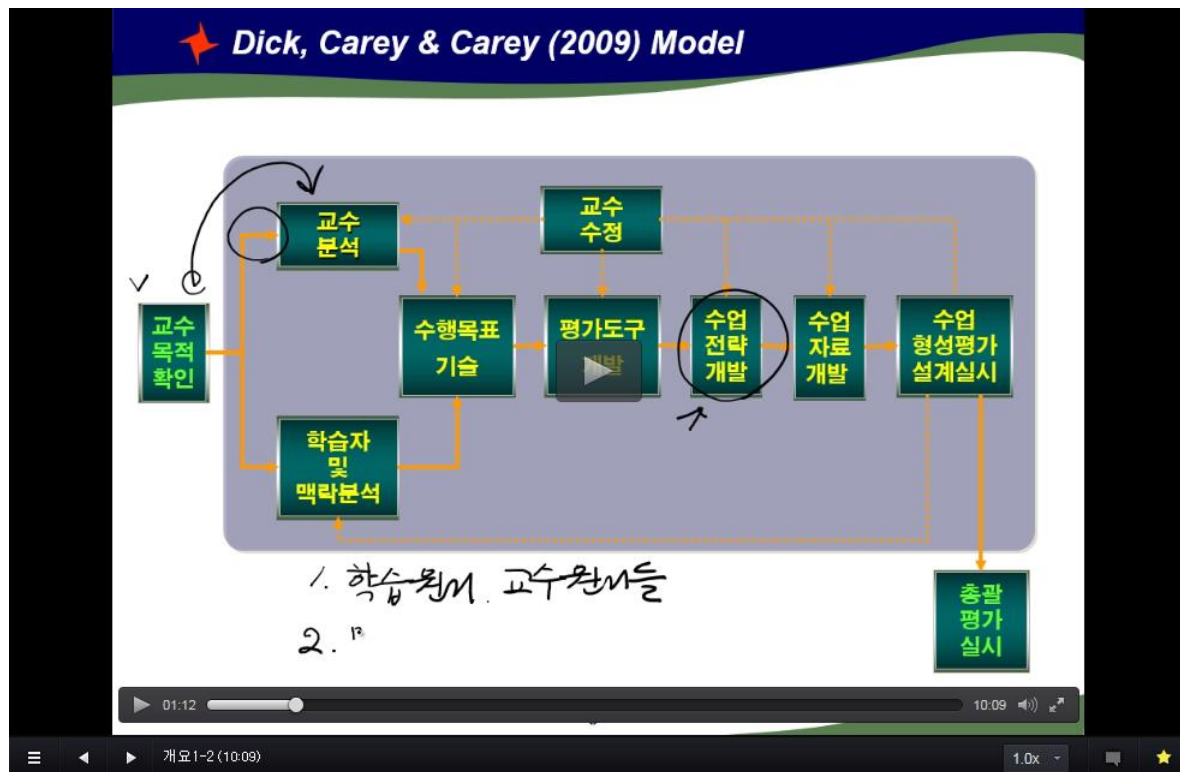 Dick, Carey & Carey (2009) Model
교수
분석
교수
수정
교수
목적
확인
수행목표
기술
평가도구
개발
수업
전략
개발
수업
자료
개발
수업
형성평가
설계실시
학습자
및
맥락분석
1. 학습원리. 교수원리들
2.
총괄
평가
실시
01:12
10:09
개요1-2 (10:09)
1.0x